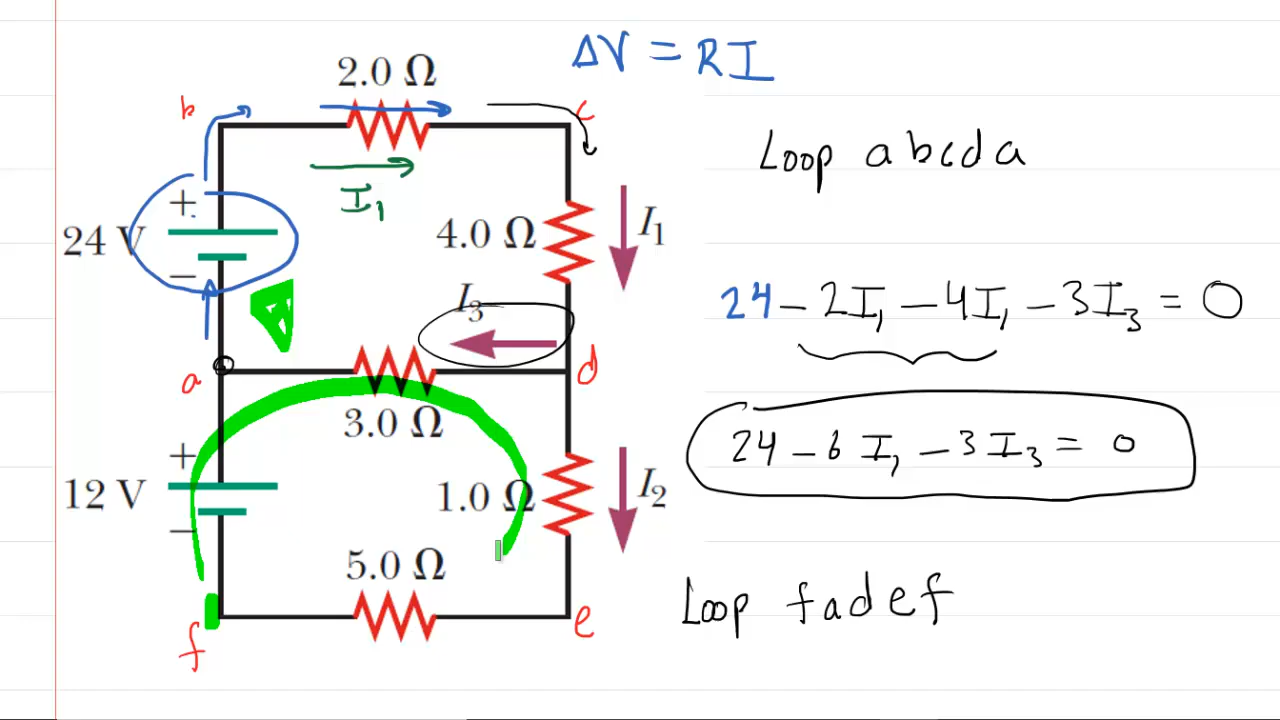 ΔV = RI
2.0 Ω
b
c
Loop abcda
+
I₁
24 V
4.0 Ω
I₁
−
24 − 2I₁ − 4I₁ − 3I₃ = 0
I₃
a
d
3.0 Ω
24 − 6 I₁ − 3 I₃ = 0
+
12 V
1.0 Ω
I₂
−
5.0 Ω
Loop fadef
f
e